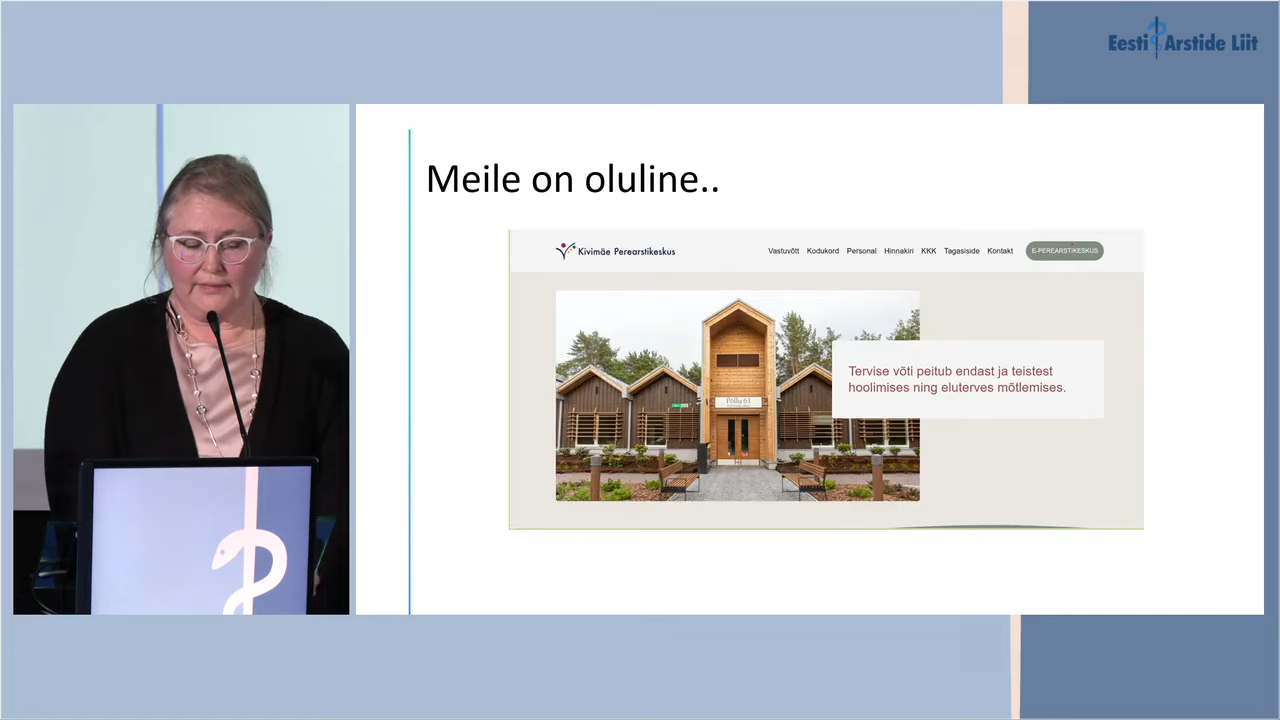 Eesti Arstide Liit
Meile on oluline..
Kivimäe Perearstikeskus
Vastuvõtt Kodukord Personal Hinnakiri KKK Tagasiside Kontakt E-PEREARSTIKESKUS
Tervise võti peitub endast ja teistest
hoolimises ning eluterves mõtlemises.
Põllu 61